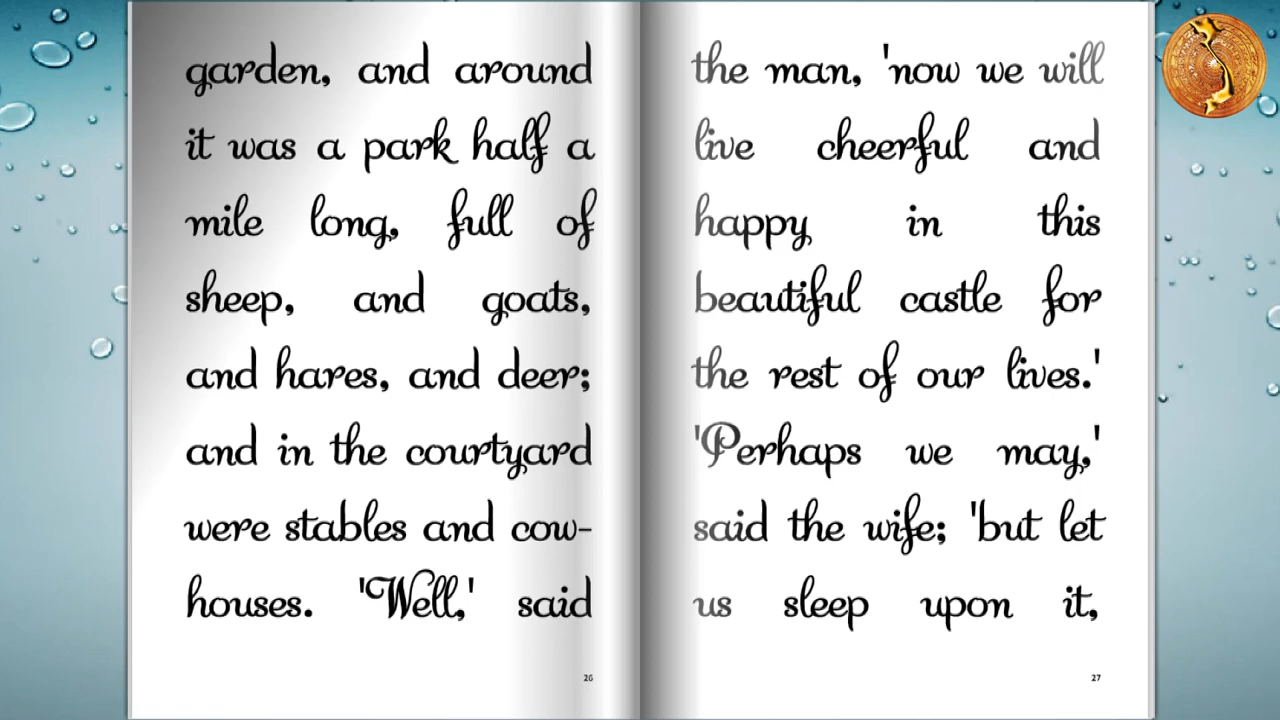 garden, and around
it was a park half a
mile long, full of
sheep, and goats,
and hares, and deer;
and in the courtyard
were stables and cow-
houses. 'Well,' said
26
the man, 'now we will
live cheerful and
happy in this
beautiful castle for
the rest of our lives.'
'Perhaps we may,'
said the wife; 'but let
us sleep upon it,
27